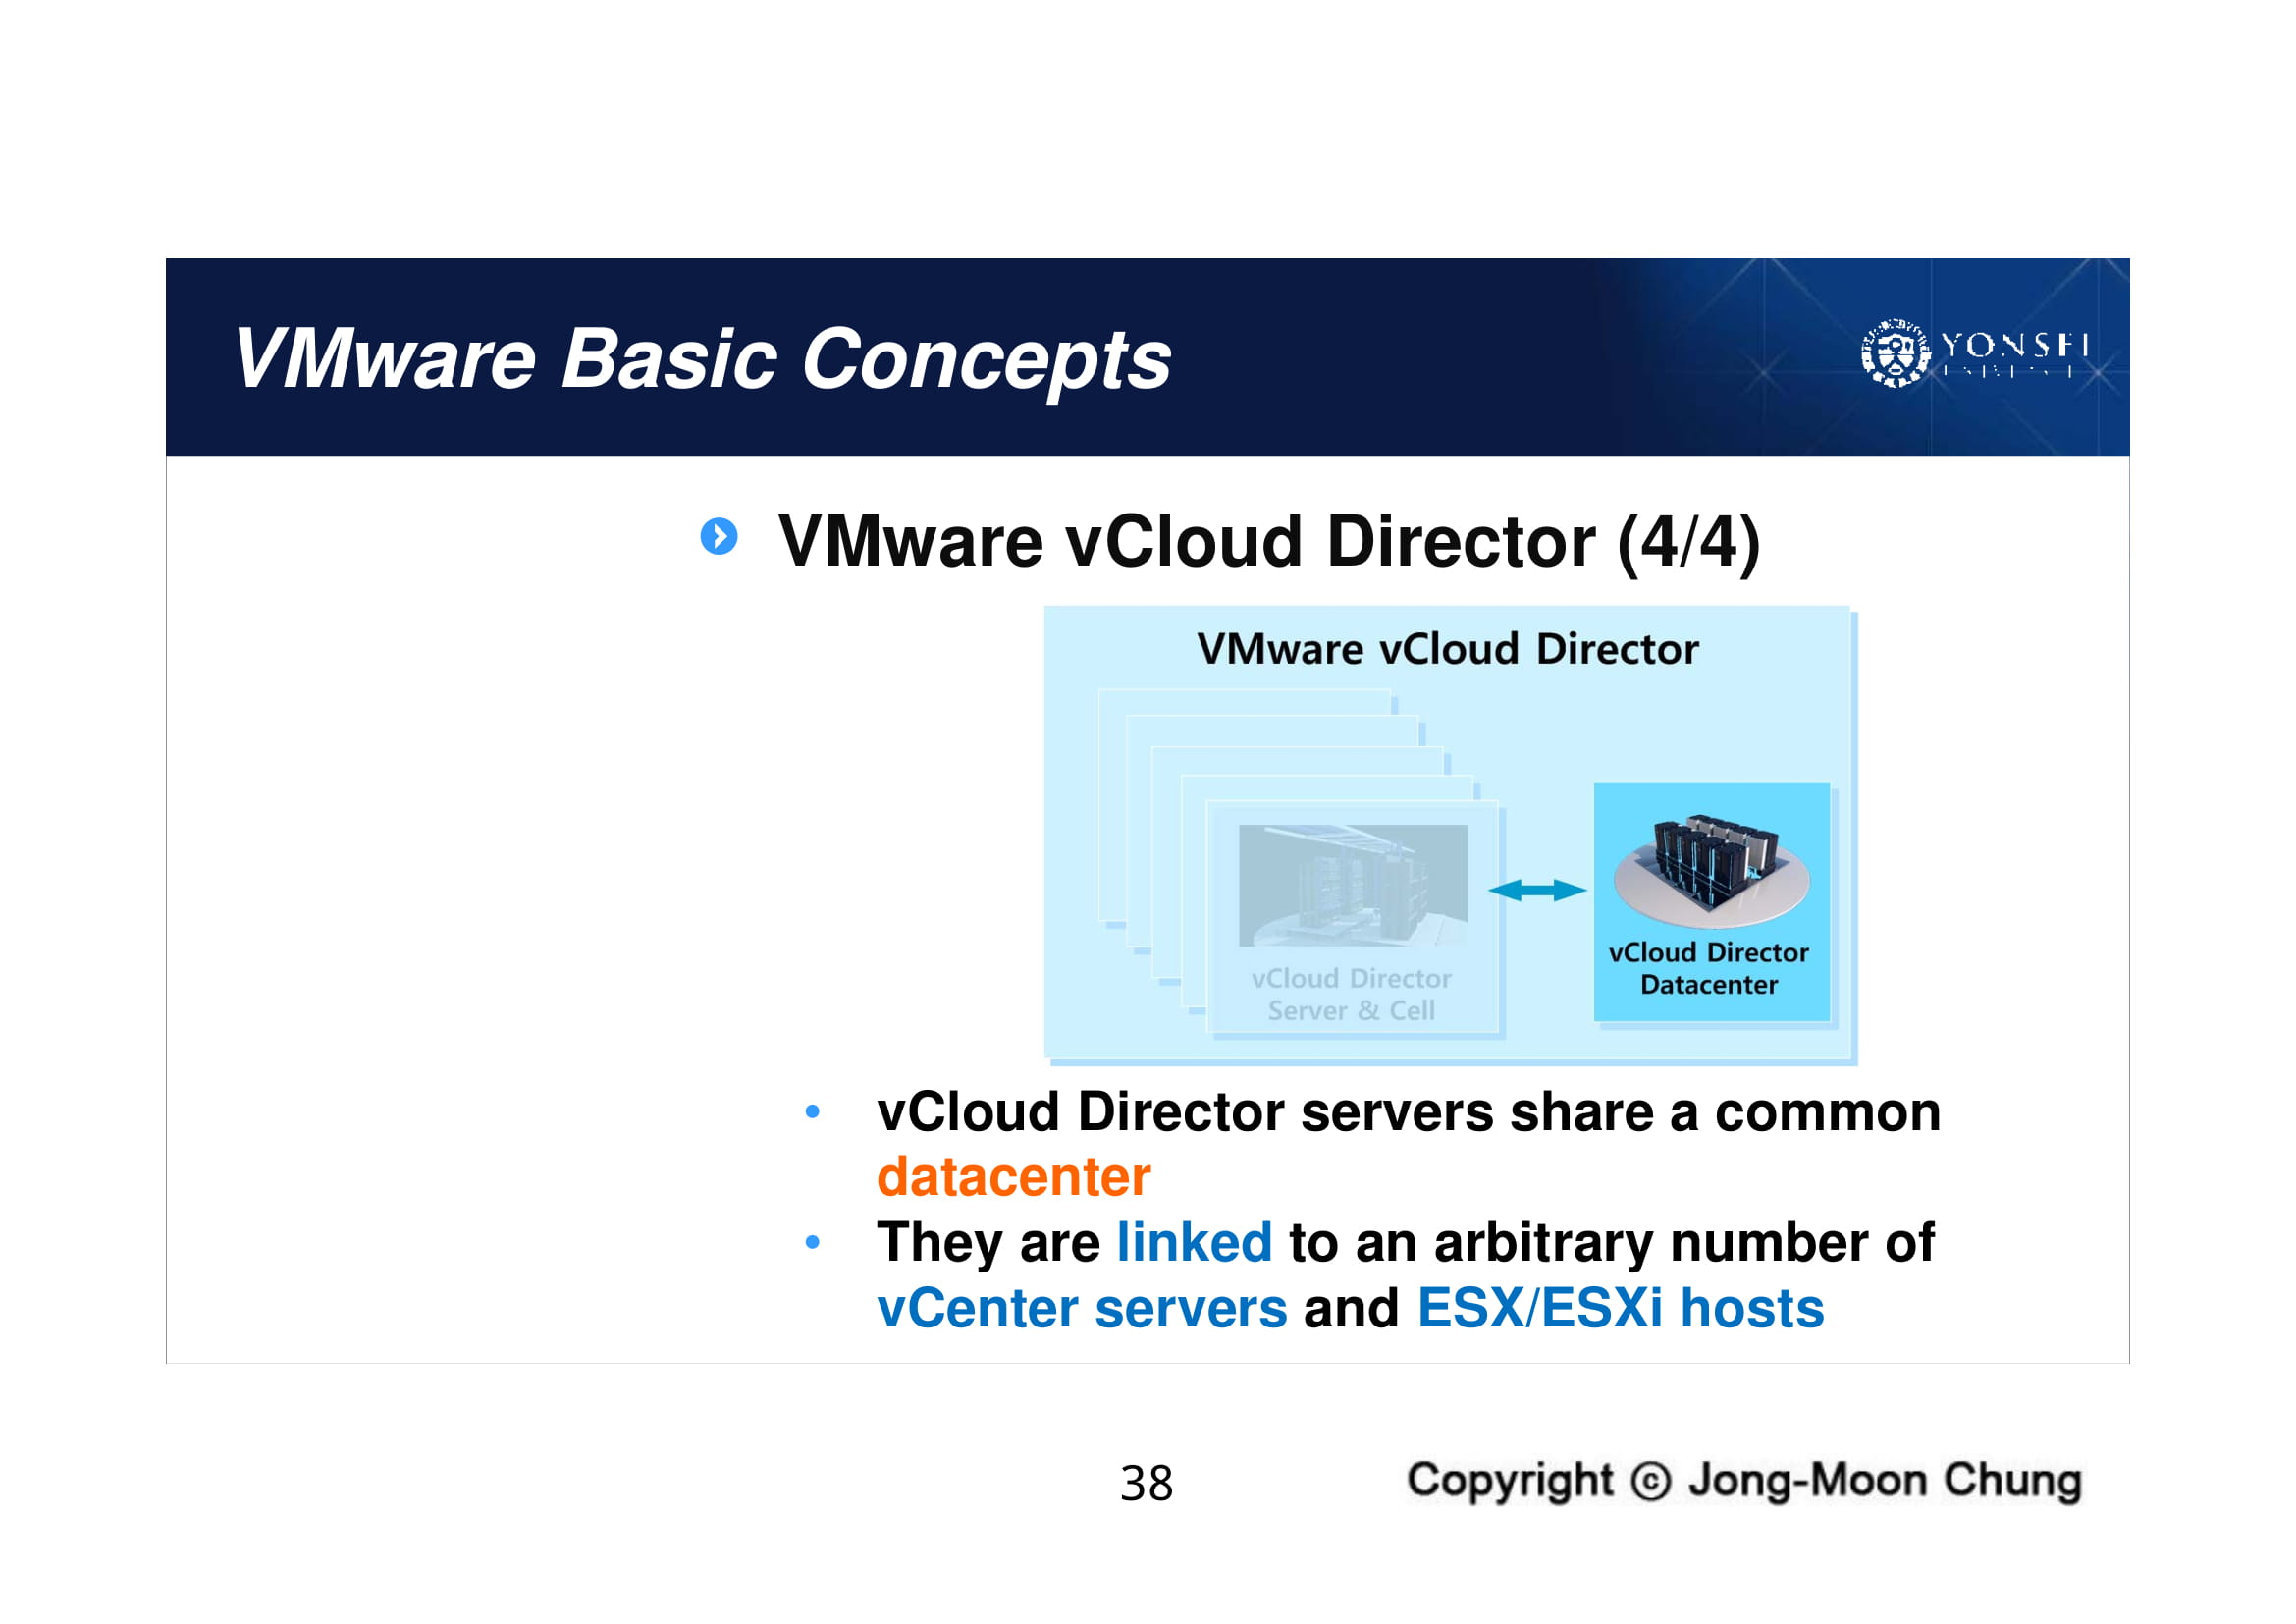 VMware Basic Concepts
YONSEI
VMware vCloud Director (4/4)
VMware vCloud Director
vCloud Director
Server & Cell
vCloud Director
Datacenter
• vCloud Director servers share a common
datacenter
• They are linked to an arbitrary number of
vCenter servers and ESX/ESXi hosts
38
Copyright © Jong-Moon Chung